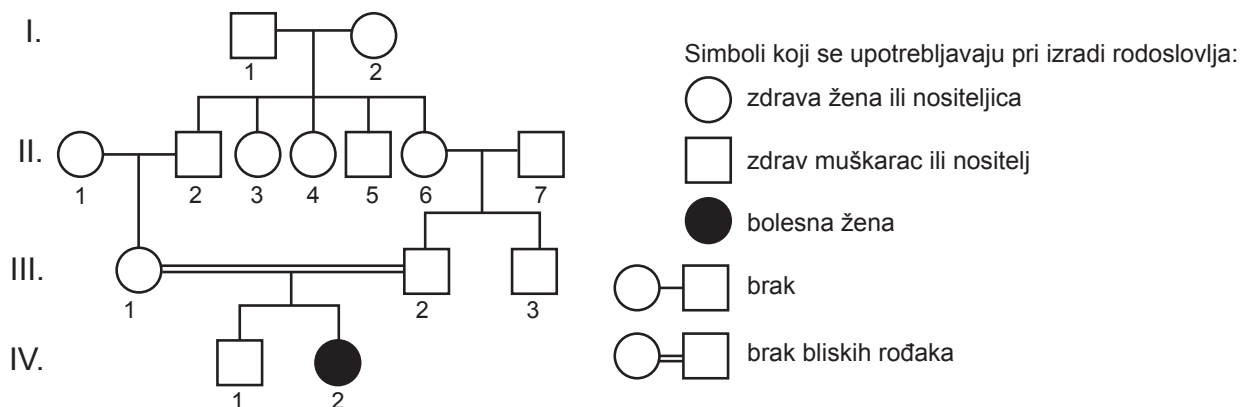 I.
1
2
II.
1
2
3
4
5
6
7
III.
1
2
3
IV.
1
2
Simboli koji se upotrebljavaju pri izradi rodoslovlja:
zdrava žena ili nositeljica
zdrav muškarac ili nositelj
bolesna žena
brak
brak bliskih rođaka